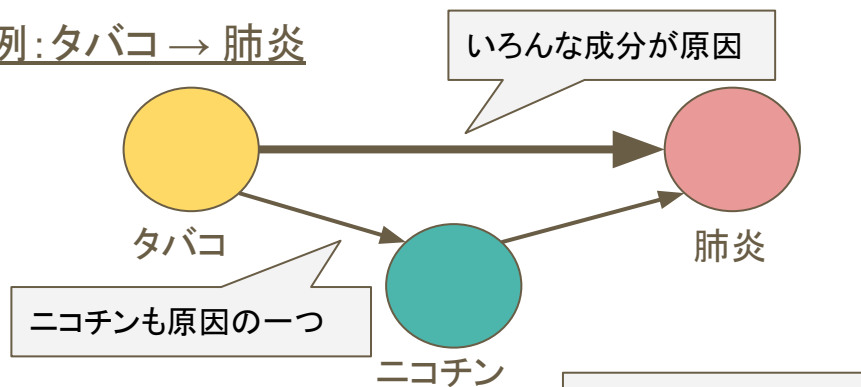 例：タバコ → 肺炎
いろんな成分が原因
タバコ
肺炎
ニコチンも原因の一つ
ニコチン